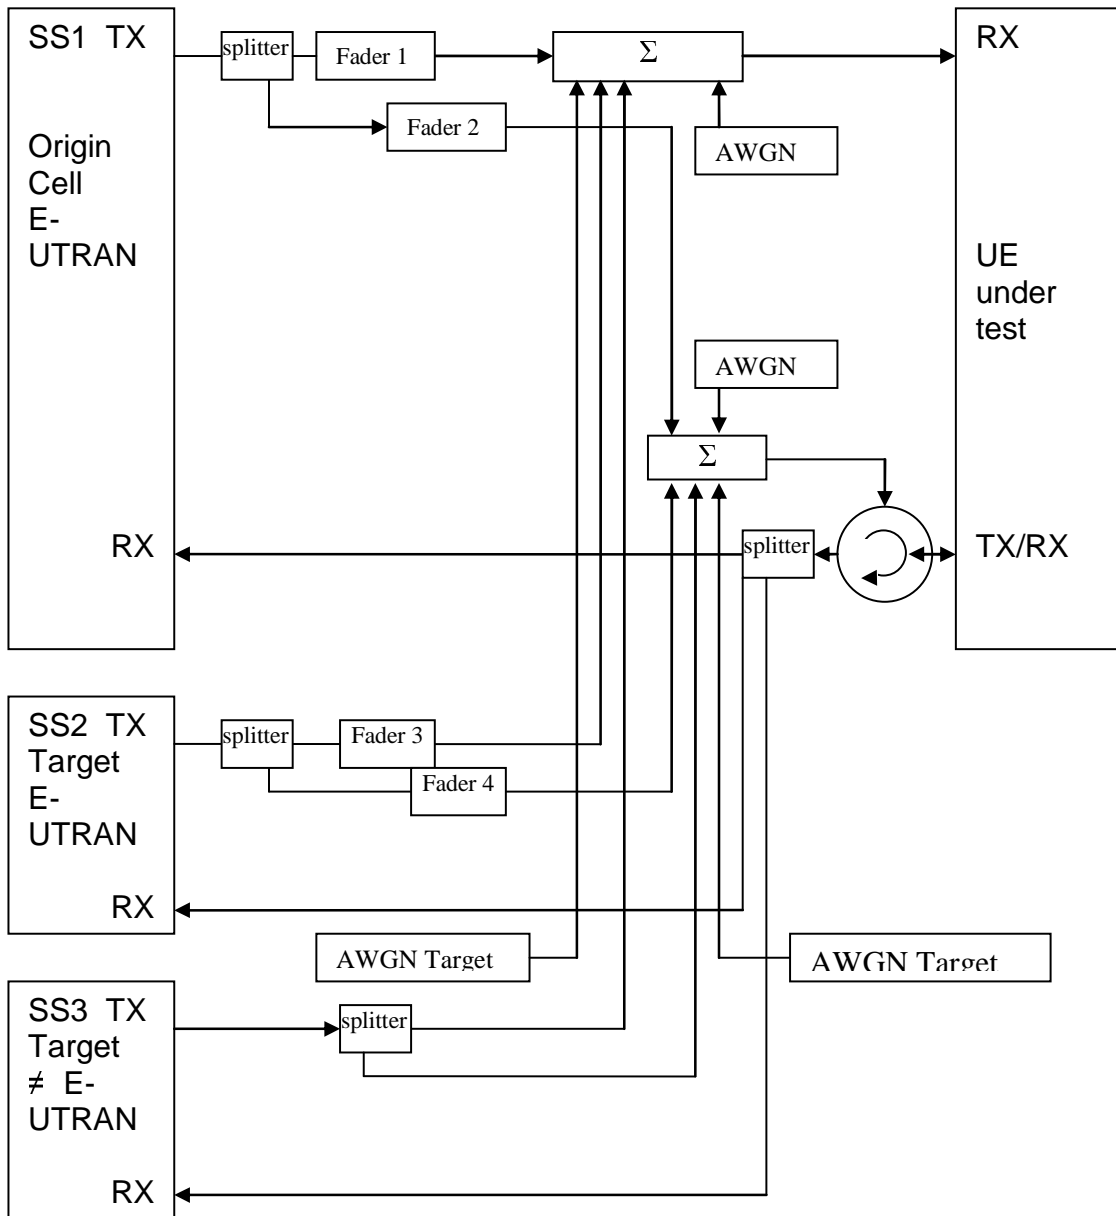 SS1 TX
Origin
Cell
E-
UTRAN
RX
splitter
Fader 1
Fader 2
Σ
AWGN
RX
UE
under
test
TX/RX
AWGN
Σ
splitter
SS2 TX
Target
E-
UTRAN
RX
splitter
Fader 3
Fader 4
AWGN Target
AWGN Target
SS3 TX
Target
≠ E-
UTRAN
RX
splitter